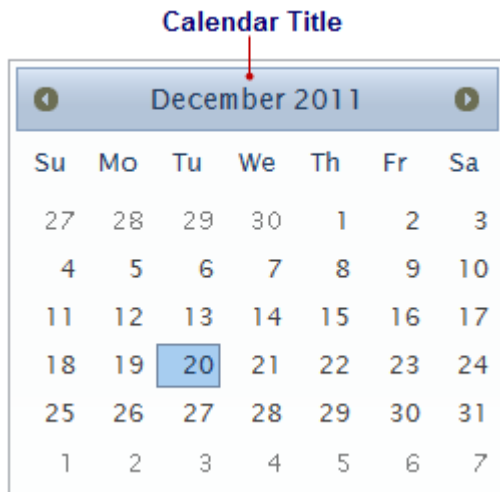 Calendar Title
December 2011
Su Mo Tu We Th Fr Sa
27 28 29 30 1 2 3
4 5 6 7 8 9 10
11 12 13 14 15 16 17
18 19 20 21 22 23 24
25 26 27 28 29 30 31
1 2 3 4 5 6 7